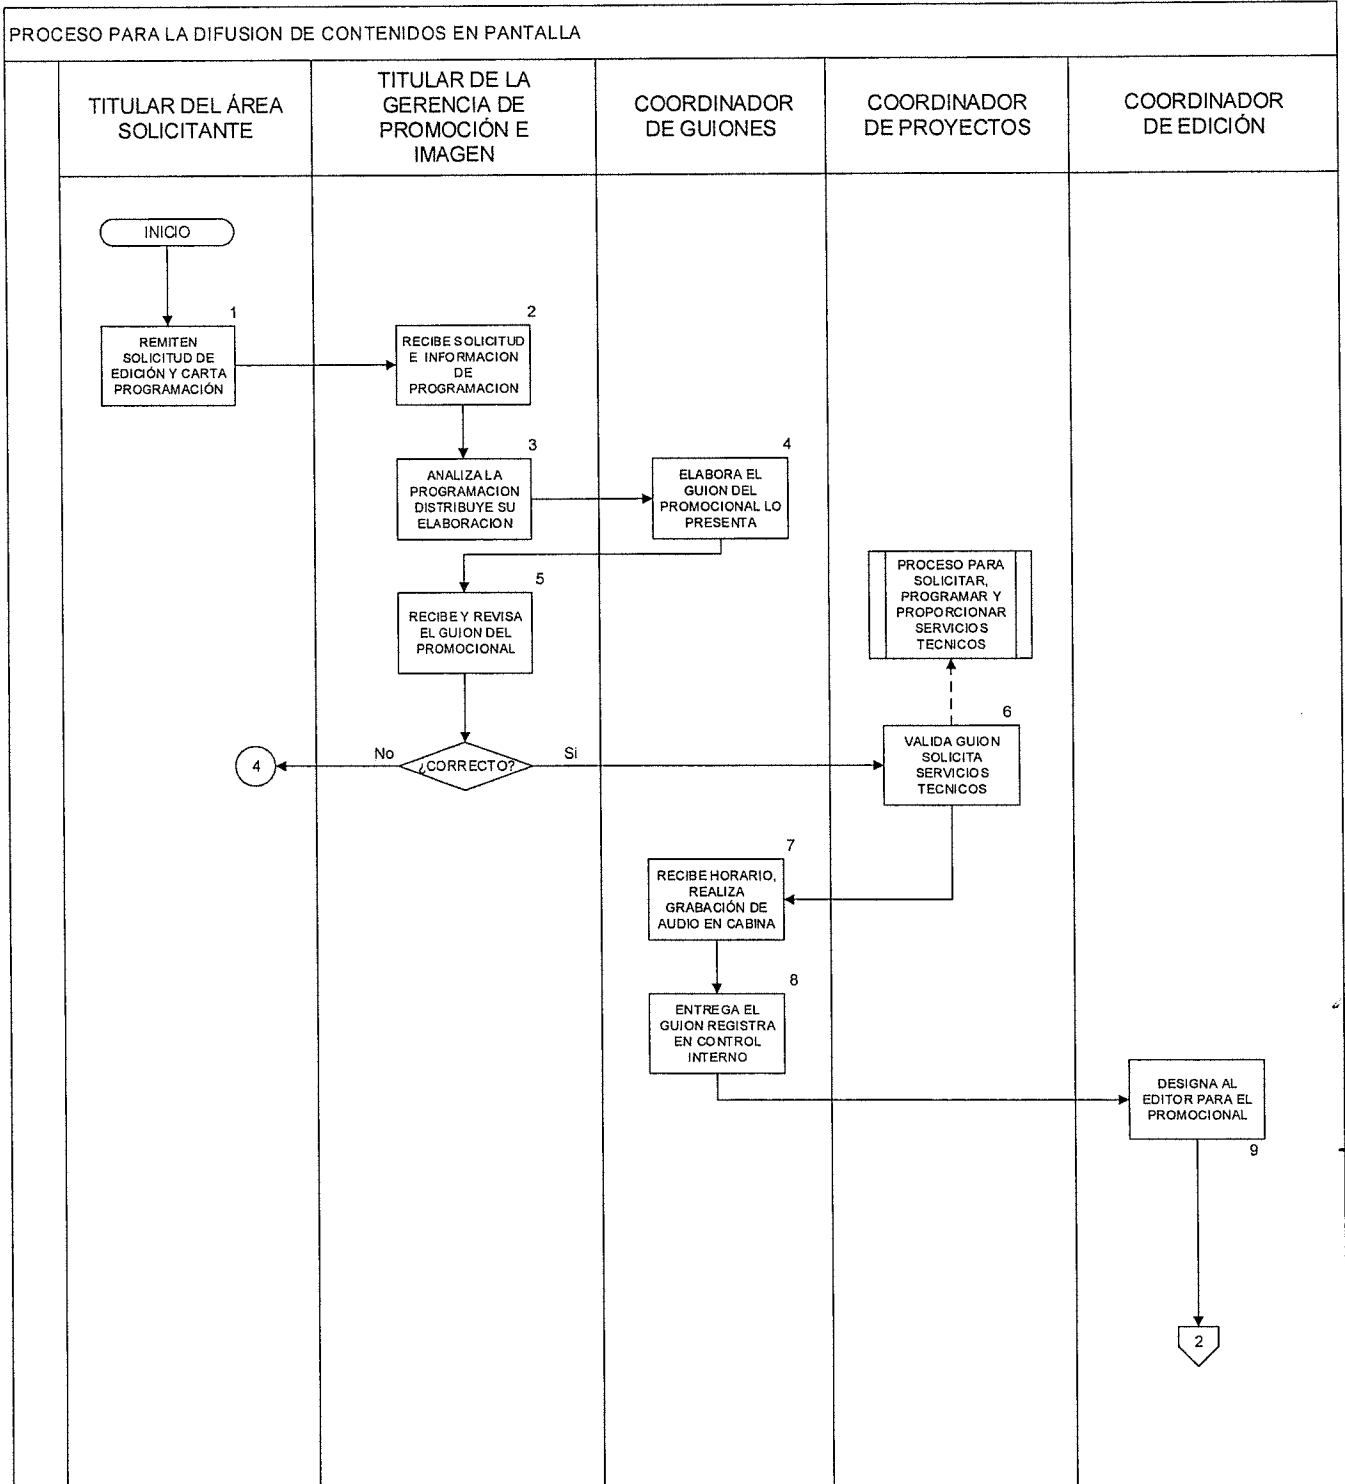 PROCESO PARA LA DIFUSION DE CONTENIDOS EN PANTALLA
TITULAR DEL ÁREA
SOLICITANTE
TITULAR DE LA
GERENCIA DE
PROMOCIÓN E
IMAGEN
COORDINADOR
DE GUIONES
COORDINADOR
DE PROYECTOS
COORDINADOR
DE EDICIÓN
INICIO
1
REMITEN
SOLICITUD DE
EDICIÓN Y CARTA
PROGRAMACIÓN
2
RECIBE SOLICITUD
E INFORMACION
DE
PROGRAMACION
3
ANALIZA LA
PROGRAMACION
DISTRIBUYE SU
ELABORACION
4
ELABORA EL
GUION DEL
PROMOCIONAL LO
PRESENTA
5
RECIBE Y REVISA
EL GUION DEL
PROMOCIONAL
PROCESO PARA
SOLICITAR,
PROGRAMAR Y
PROPORCIONAR
SERVICIOS
TECNICOS
¿CORRECTO?
No
4
Si
6
VALIDA GUION
SOLICITA
SERVICIOS
TECNICOS
7
RECIBE HORARIO,
REALIZA
GRABACIÓN DE
AUDIO EN CABINA
8
ENTREGA EL
GUION REGISTRA
EN CONTROL
INTERNO
DESIGNA AL
EDITOR PARA EL
PROMOCIONAL
9
2